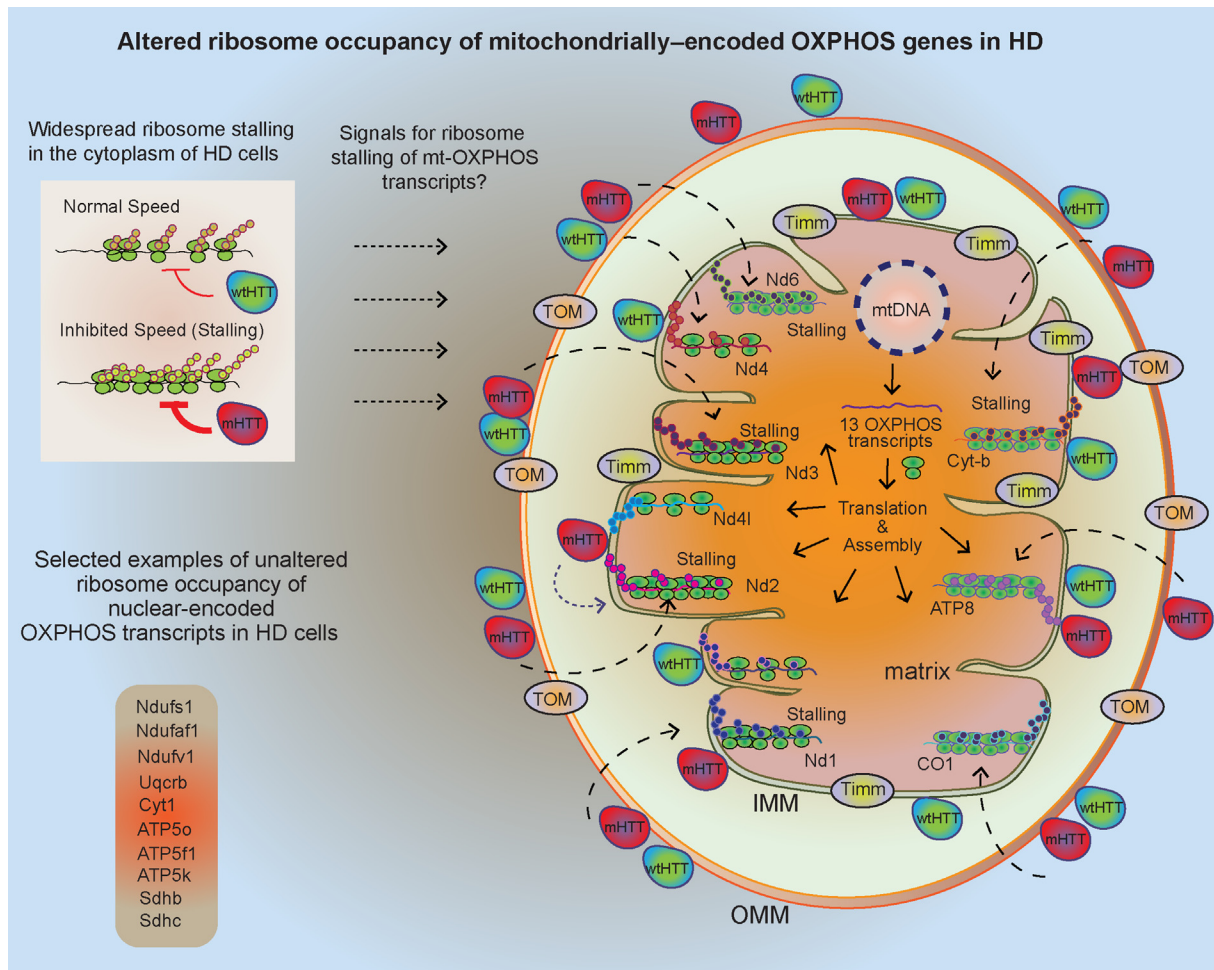 Altered ribosome occupancy of mitochondrially–encoded OXPHOS genes in HD
Widespread ribosome stalling
in the cytoplasm of HD cells
Normal Speed
wtHTT
Inhibited Speed (Stalling)
mHTT
Signals for ribosome
stalling of mt-OXPHOS
transcripts?
Selected examples of unaltered
ribosome occupancy of
nuclear-encoded
OXPHOS transcripts in HD cells
Ndufs1
Ndufaf1
Ndufv1
Uqcrb
Cyt1
ATP5o
ATP5f1
ATP5k
Sdhb
Sdhc
wtHTT
mHTT
mHTT
wtHTT
mHTT
wtHTT
wtHTT
mHTT
Timm
Timm
wtHTT
TOM
Nd6
Stalling
mtDNA
Nd4
Timm
TOM
mHTT
mHTT
wtHTT
Stalling
13 OXPHOS
transcripts
Stalling
Cyt-b
wtHTT
TOM
Timm
Nd3
Timm
TOM
Nd4l
Translation
&
Assembly
mHTT
Stalling
Nd2
wtHTT
ATP8
wtHTT
mHTT
mHTT
mHTT
wtHTT
matrix
TOM
TOM
Stalling
Nd1
CO1
mHTT
Timm
IMM
wtHTT
wtHTT
mHTT
mHTT
wtHTT
OMM